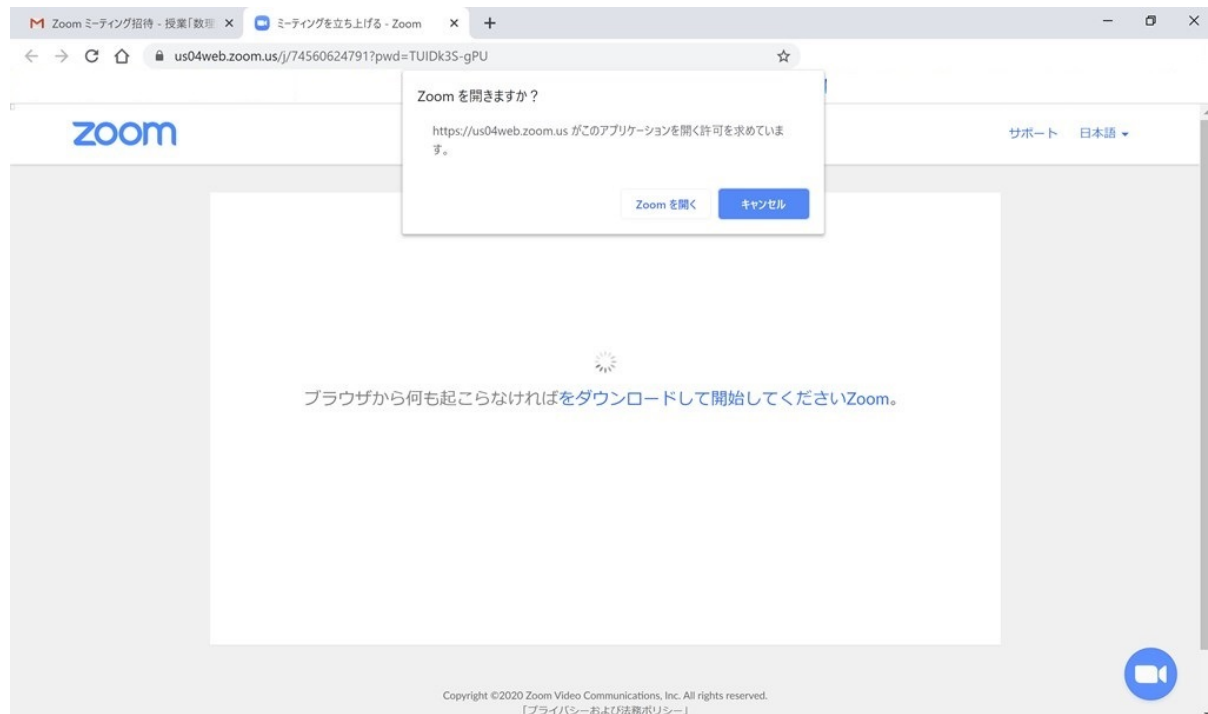 Zoom ミーティング招待 - 授業「数理
ミーティングを立ち上げる - Zoom
us04web.zoom.us/j/74560624791?pwd=TUIDk3S-gPU
Zoom を開きますか？
https://us04web.zoom.us がこのアプリケーションを開く許可を求めていま
す。
Zoom を開く
キャンセル
zoom
サポート
日本語
ブラウザから何も起こらなければをダウンロードして開始してくださいZoom。
Copyright ©2020 Zoom Video Communications, Inc. All rights reserved.
「プライバシーおよび法務ポリシー」